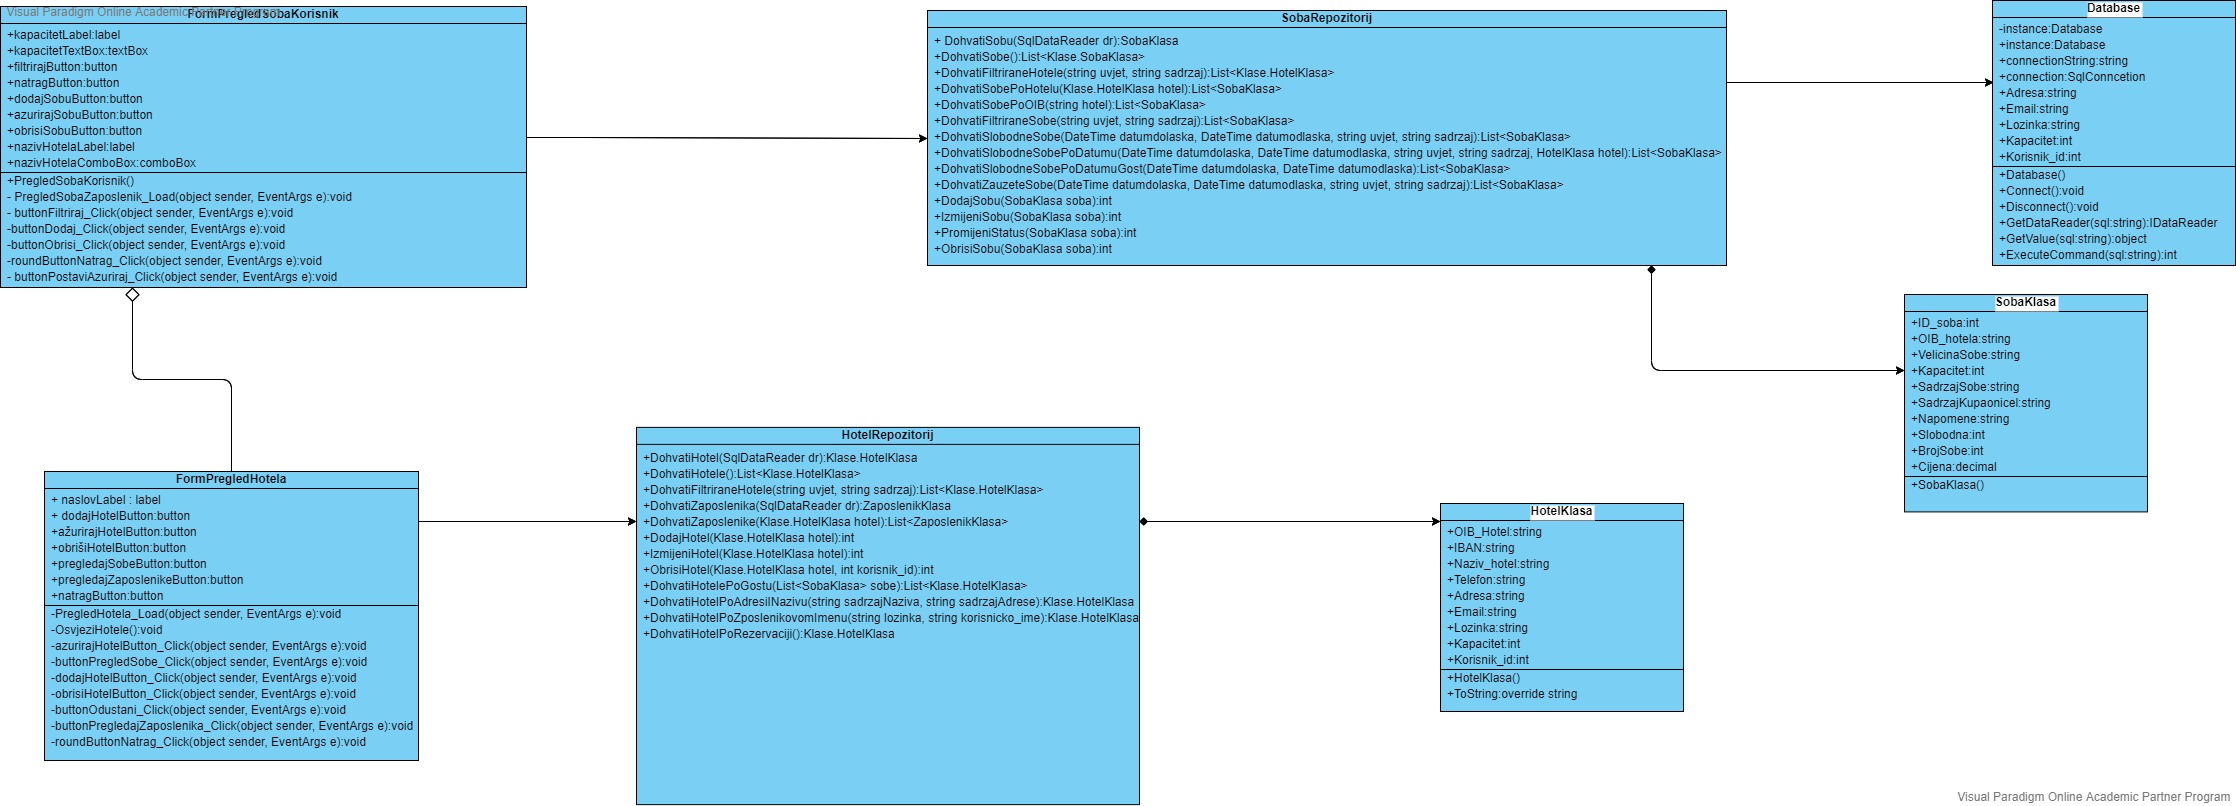 Visual Paradigm Online Academic Partner Program
FormPregledSobaKorisnik
+kapacitetLabel:label
+kapacitetTextBox:textBox
+filtrirajButton:button
+natragButton:button
+dodajSobuButton:button
+azurirajSobuButton:button
+obrisiSobuButton:button
+nazivHotelaLabel:label
+nazivHotelaComboBox:comboBox
+PregledSobaKorisnik()
- PregledSobaZaposlenik_Load(object sender, EventArgs e):void
- buttonFiltriraj_Click(object sender, EventArgs e):void
-buttonDodaj_Click(object sender, EventArgs e):void
-buttonObrisi_Click(object sender, EventArgs e):void
-roundButtonNatrag_Click(object sender, EventArgs e):void
- buttonPostaviAzuriraj_Click(object sender, EventArgs e):void
SobaRepozitorij
+ DohvatiSobu(SqlDataReader dr):SobaKlasa
+DohvatiSobe():List<Klase.SobaKlasa>
+DohvatiFiltriraneHotele(string uvjet, string sadrzaj):List<Klase.HotelKlasa>
+DohvatiSobePoHotelu(Klase.HotelKlasa hotel):List<SobaKlasa>
+DohvatiSobePoOIB(string hotel):List<SobaKlasa>
+DohvatiFiltriraneSobe(string uvjet, string sadrzaj):List<SobaKlasa>
+DohvatiSlobodneSobe(DateTime datumdolaska, DateTime datumodlaska, string uvjet, string sadrzaj):List<SobaKlasa>
+DohvatiSlobodneSobePoDatumu(DateTime datumdolaska, DateTime datumodlaska, string uvjet, string sadrzaj, HotelKlasa hotel):List<SobaKlasa>
+DohvatiSlobodneSobePoDatumuGost(DateTime datumdolaska, DateTime datumodlaska):List<SobaKlasa>
+DohvatiZauzeteSobe(DateTime datumdolaska, DateTime datumodlaska, string uvjet, string sadrzaj):List<SobaKlasa>
+DodajSobu(SobaKlasa soba):int
+IzmijeniSobu(SobaKlasa soba):int
+PromijeniStatus(SobaKlasa soba):int
+ObrisiSobu(SobaKlasa soba):int
Database
-instance:Database
+instance:Database
+connectionString:string
+connection:SqlConncetion
+Adresa:string
+Email:string
+Lozinka:string
+Kapacitet:int
+Korisnik_id:int
+Database()
+Connect():void
+Disconnect():void
+GetDataReader(sql:string):IDataReader
+GetValue(sql:string):object
+ExecuteCommand(sql:string):int
SobaKlasa
+ID_soba:int
+OIB_hotela:string
+VelicinaSobe:string
+Kapacitet:int
+SadrzajSobe:string
+SadrzajKupaonicel:string
+Napomene:string
+Slobodna:int
+BrojSobe:int
+Cijena:decimal
+SobaKlasa()
FormPregledHotela
+ naslovLabel : label
+ dodajHotelButton:button
+ažurirajHotelButton:button
+obrišiHotelButton:button
+pregledajSobeButton:button
+pregledajZaposlenikeButton:button
+natragButton:button
-PregledHotela_Load(object sender, EventArgs e):void
-OsvjeziHotele():void
-azurirajHotelButton_Click(object sender, EventArgs e):void
-buttonPregledSobe_Click(object sender, EventArgs e):void
-dodajHotelButton_Click(object sender, EventArgs e):void
-obrisiHotelButton_Click(object sender, EventArgs e):void
-buttonOdustani_Click(object sender, EventArgs e):void
-buttonPregledajZaposlenika_Click(object sender, EventArgs e):void
-roundButtonNatrag_Click(object sender, EventArgs e):void
HotelRepozitorij
+DohvatiHotel(SqlDataReader dr):Klase.HotelKlasa
+DohvatiHotele():List<Klase.HotelKlasa>
+DohvatiFiltriraneHotele(string uvjet, string sadrzaj):List<Klase.HotelKlasa>
+DohvatiZaposlenika(SqlDataReader dr):ZaposlenikKlasa
+DohvatiZaposlenike(Klase.HotelKlasa hotel):List<ZaposlenikKlasa>
+DodajHotel(Klase.HotelKlasa hotel):int
+IzmijeniHotel(Klase.HotelKlasa hotel):int
+ObrisiHotel(Klase.HotelKlasa hotel, int korisnik_id):int
+DohvatiHotelePoGostu(List<SobaKlasa> sobe):List<Klase.HotelKlasa>
+DohvatiHotelPoAdresiINazivu(string sadrzajNaziva, string sadrzajAdrese):Klase.HotelKlasa
+DohvatiHotelPoZposlenikovomImenu(string lozinka, string korisnicko_ime):Klase.HotelKlasa
+DohvatiHotelPoRezervaciji():Klase.HotelKlasa
HotelKlasa
+OIB_Hotel:string
+IBAN:string
+Naziv_hotel:string
+Telefon:string
+Adresa:string
+Email:string
+Lozinka:string
+Kapacitet:int
+Korisnik_id:int
+HotelKlasa()
+ToString:override string
Visual Paradigm Online Academic Partner Program